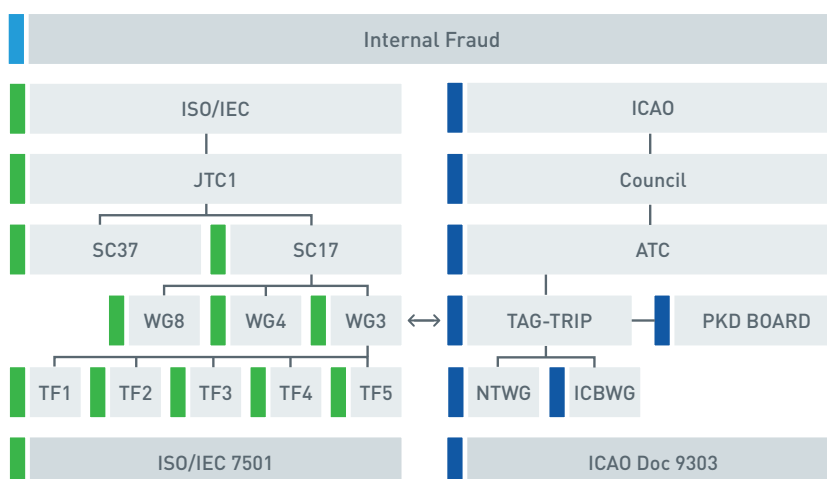 Internal Fraud
ISO/IEC
ICAO
JTC1
Council
SC37
SC17
ATC
WG8
WG4
WG3
TAG-TRIP
PKD BOARD
TF1
TF2
TF3
TF4
TF5
NTWG
ICBWG
ISO/IEC 7501
ICAO Doc 9303